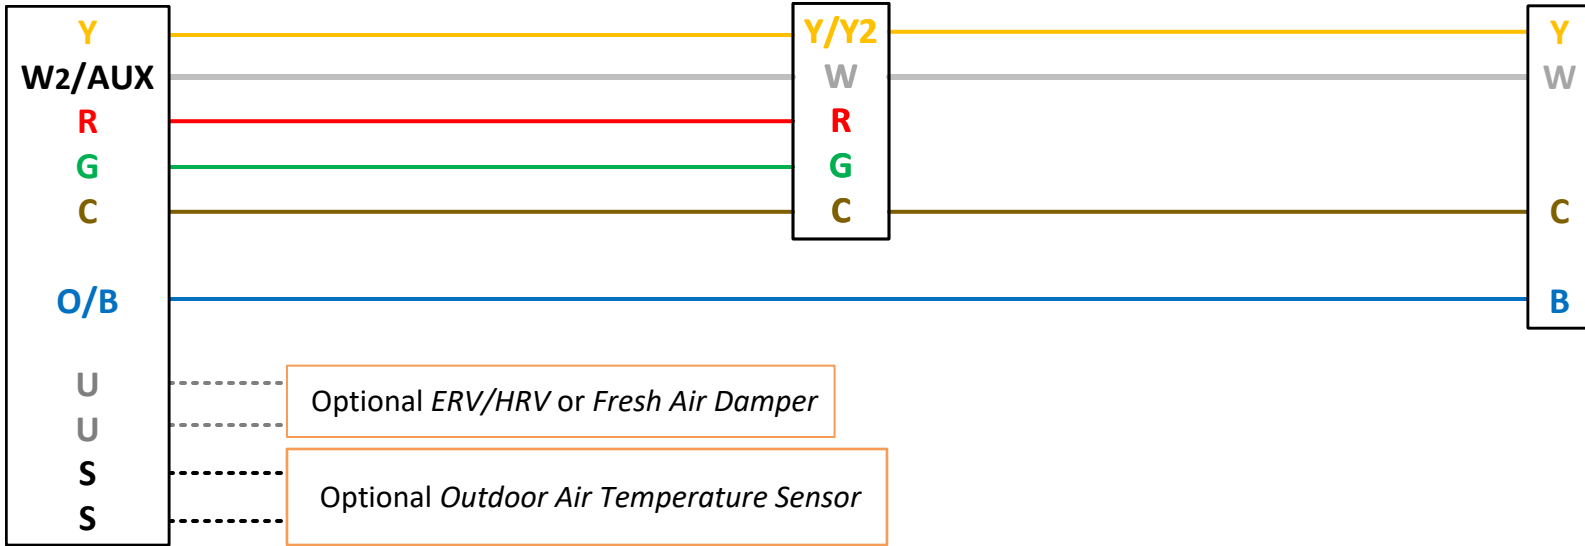 Y
W2/AUX
R
G
C
O/B
U
U
S
S
Y/Y2
W
R
G
C
Y
W
C
B
Optional ERV/HRV or Fresh Air Damper
Optional Outdoor Air Temperature Sensor